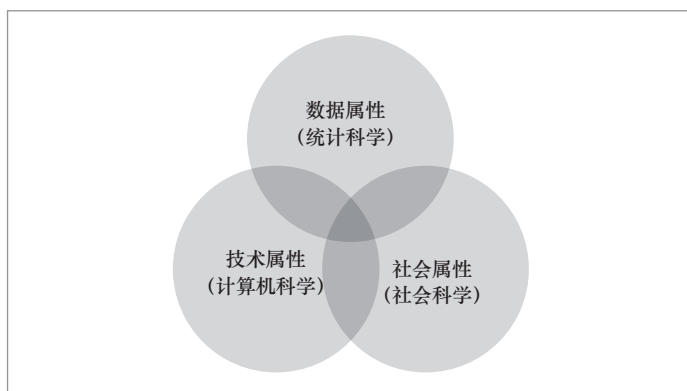 数据属性
（统计科学）
技术属性
（计算机科学）
社会属性
（社会科学）